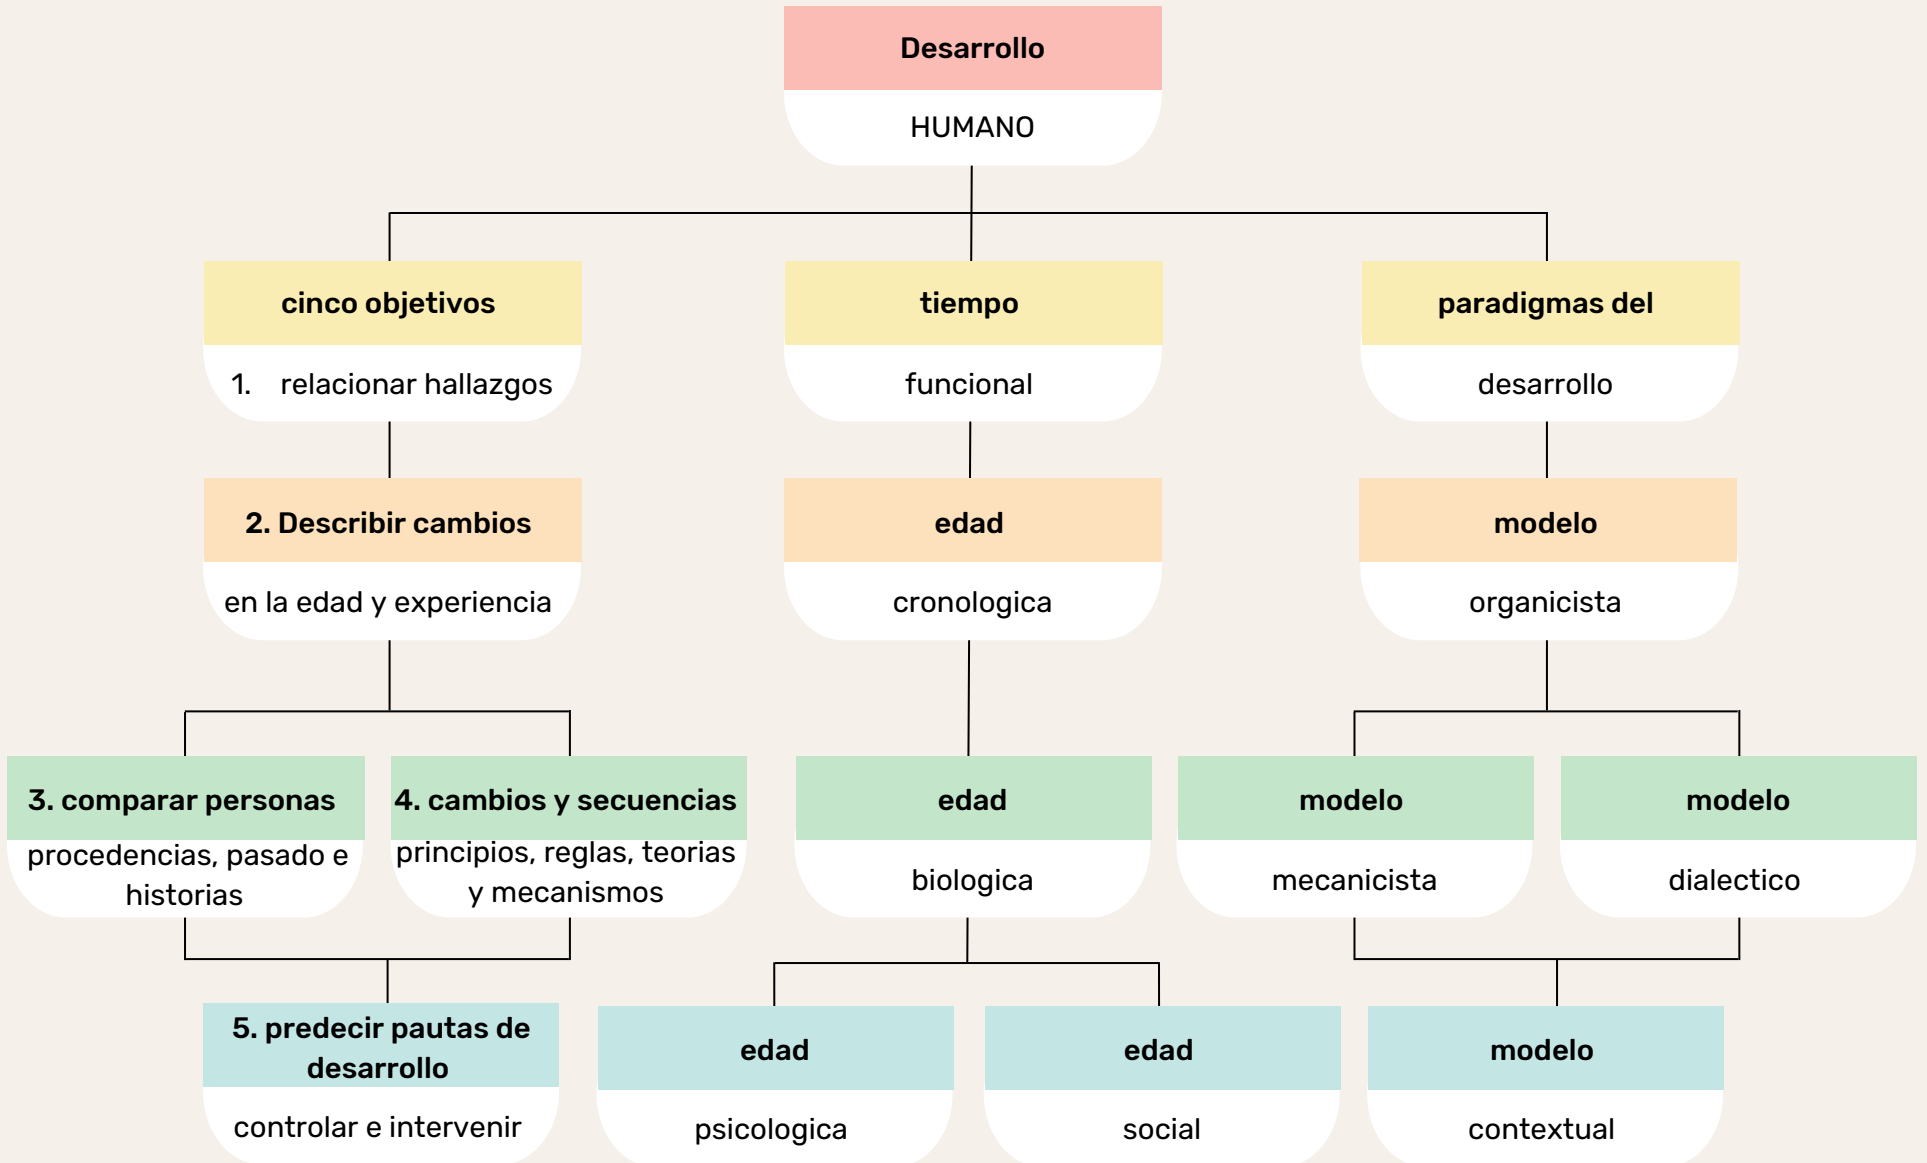 Desarrollo
HUMANO
cinco objetivos
1. relacionar hallazgos
tiempo
funcional
paradigmas del
desarrollo
2. Describir cambios
en la edad y experiencia
edad
cronologica
modelo
organicista
3. comparar personas
procedencias, pasado e
historias
4. cambios y secuencias
principios, reglas, teorias
y mecanismos
edad
biologica
modelo
mecanicista
modelo
dialectico
5. predecir pautas de
desarrollo
controlar e intervenir
edad
psicologica
edad
social
modelo
contextual